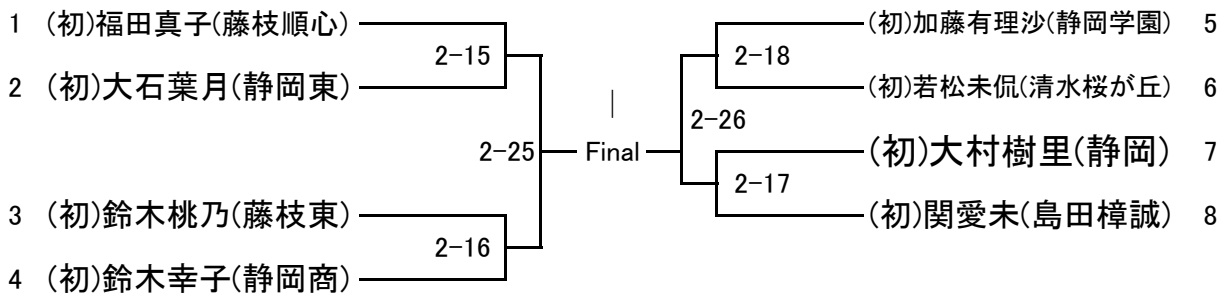 1 (初)福田真子(藤枝順心)
2-15
2 (初)大石葉月(静岡東)
2-25
3 (初)鈴木桃乃(藤枝東)
2-16
4 (初)鈴木幸子(静岡商)
|
Final
(初)加藤有理沙(静岡学園) 5
2-18
(初)若松未侃(清水桜が丘) 6
2-26
(初)大村樹里(静岡) 7
2-17
(初)関愛未(島田樟誠) 8